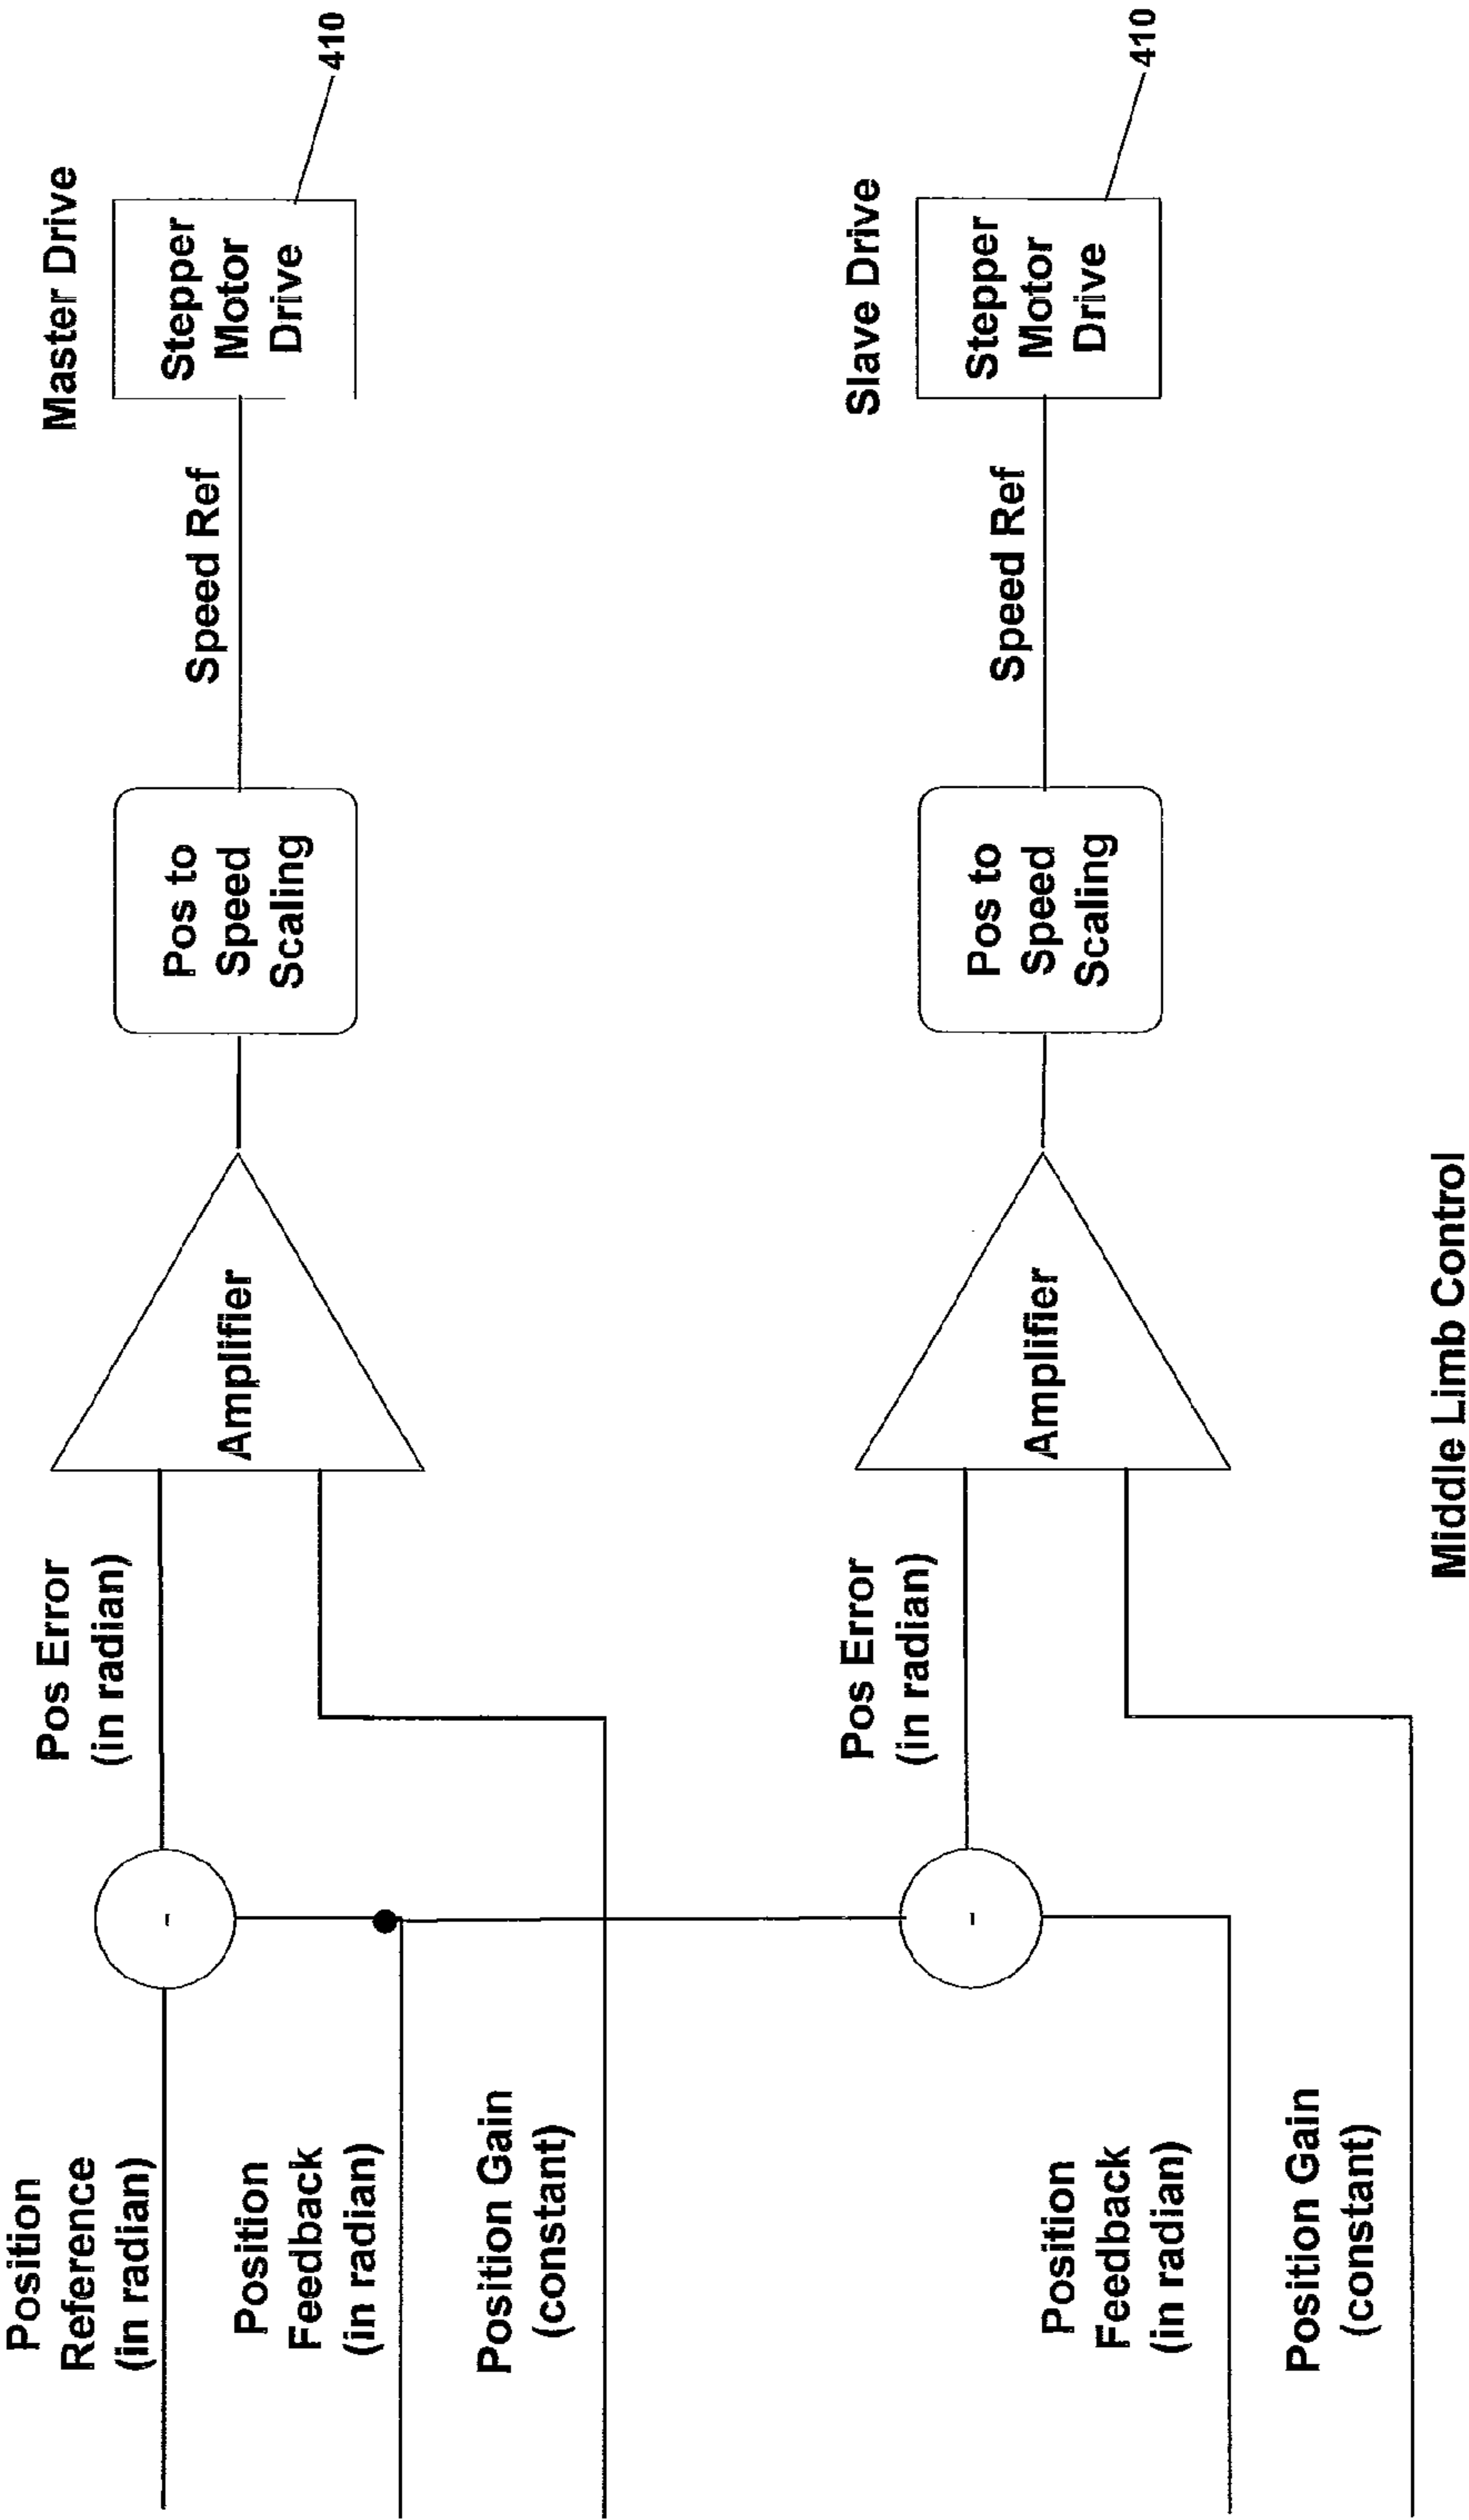 Position
Reference
(in radian)
Pos Error
(in radian)
-
Amplifier
Pos to
Speed
Scaling
Speed Ref
Master Drive
Stepper
Motor
Drive
410
Position
Feedback
(in radian)
Position Gain
(constant)
Pos Error
(in radian)
-
Amplifier
Pos to
Speed
Scaling
Speed Ref
Slave Drive
Stepper
Motor
Drive
410
Position
Feedback
(in radian)
Position Gain
(constant)
Middle Limb Control